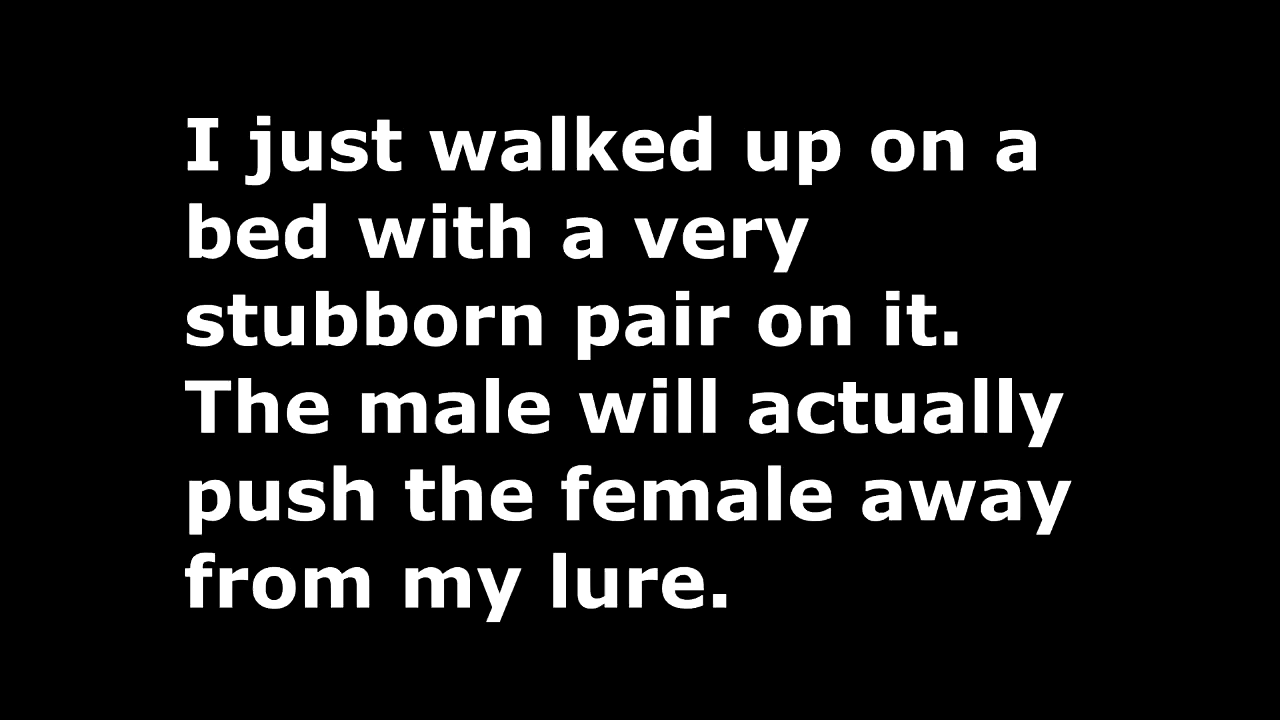 I just walked up on a
bed with a very
stubborn pair on it.
The male will actually
push the female away
from my lure.